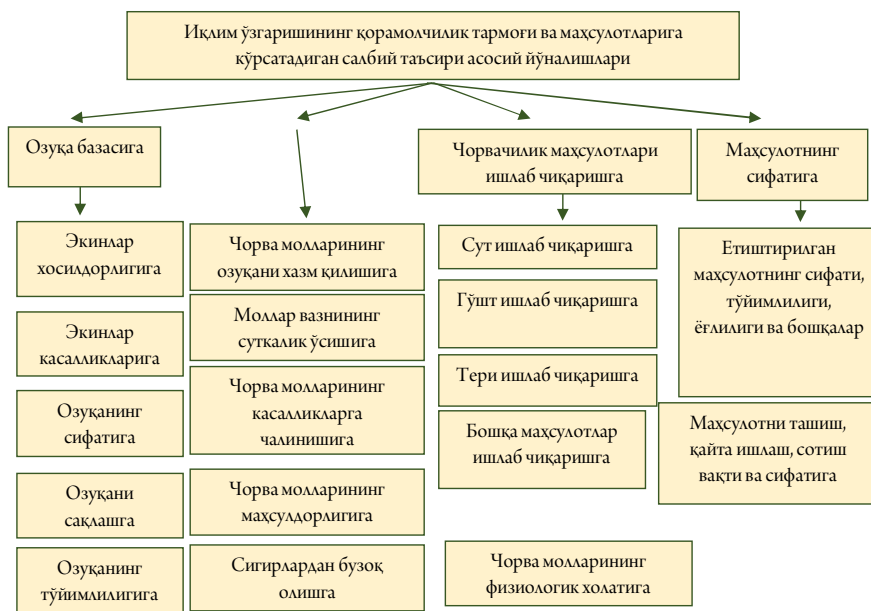 Иқлим ўзгаришининг қорамолчилик тармоғи ва маҳсулотларига
кўрсатадиган салбий таъсири асосий йўналишлари
Озуқа базасига
Чорвачилик маҳсулотлари
ишлаб чиқаришга
Маҳсулотнинг
сифатига
Экинлар
хосилдорлигига
Экинлар
касалликларига
Озуқанинг
сифатига
Озуқани
сақлашга
Озуқанинг
тўйимлилигига
Чорва молларининг
озуқани хазм қилишига
Моллар вазнининг
суткалик ўсишига
Чорва молларининг
касалликларга
чалинишига
Чорва молларининг
маҳсулдорлигига
Сигирлардан бузоқ
олишга
Сут ишлаб чиқаришга
Гўшт ишлаб чиқаришга
Тери ишлаб чиқаришга
Бошқа маҳсулотлар
ишлаб чиқаришга
Чорва молларининг
физиологик холатига
Етиштирилган
маҳсулотнинг сифати,
тўйимлилиги,
ёғлилиги ва бошқалар
Маҳсулотни ташиш,
қайта ишлаш, сотиш
вақти ва сифатига